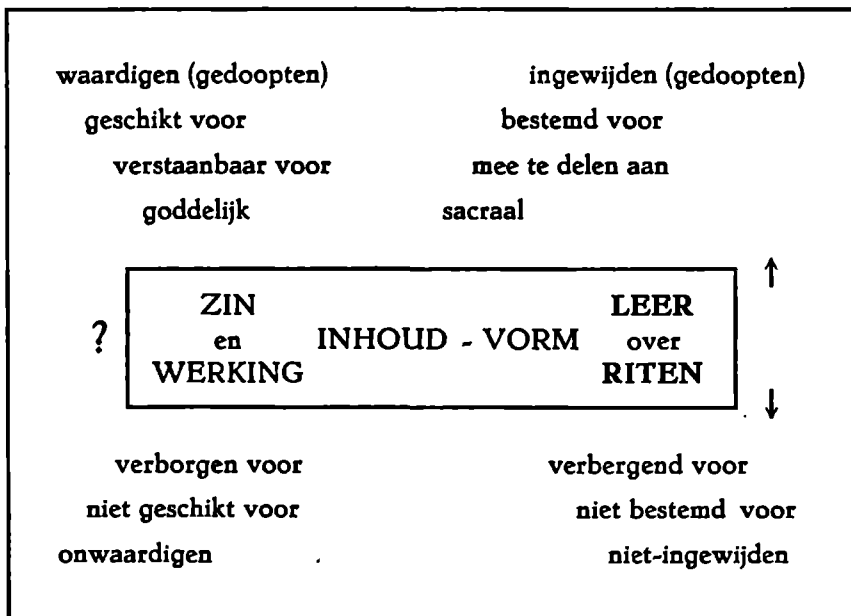 waardigen (gedoopten) ingewijden (gedoopten)
geschikt voor bestemd voor
verstaanbaar voor mee te delen aan
goddelijk sacraal
↑
ZIN LEER
? en INHOUD - VORM over
WERKING RITEN
↓
verborgen voor verbergend voor
niet geschikt voor niet bestemd voor
onwaardigen niet-ingewijden